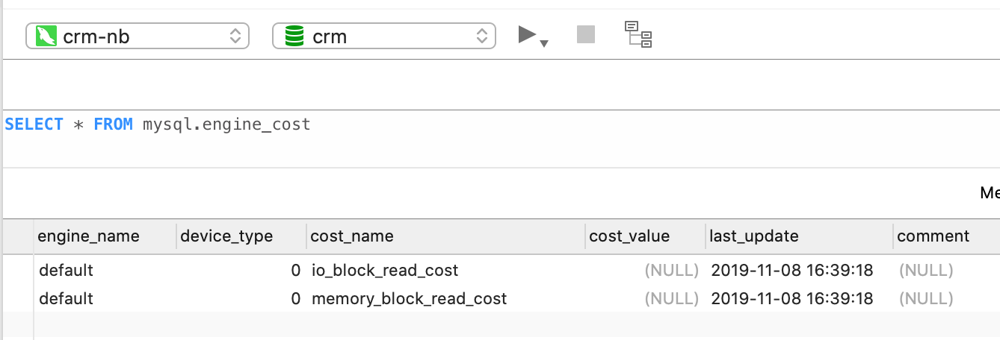 crm-nb crm
SELECT * FROM mysql.engine_cost
Me
engine_name device_type cost_name cost_value last_update comment
default 0 io_block_read_cost (NULL) 2019-11-08 16:39:18 (NULL)
default 0 memory_block_read_cost (NULL) 2019-11-08 16:39:18 (NULL)